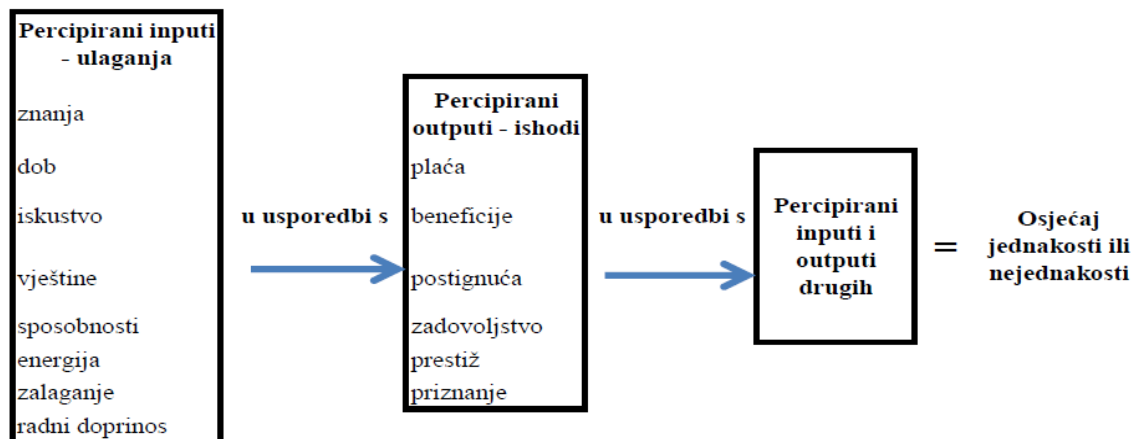 Percipirani inputi
- ulaganja
znanja
dob
iskustvo
vještine
sposobnosti
energija
zalaganje
radni doprinos
u usporedbi s
Percipirani
outputi - ishodi
plaća
beneficije
postignuća
zadovoljstvo
prestiž
priznanje
u usporedbi s
Percipirani
inputi i
outputi
drugih
=
Osjećaj
jednakosti ili
nejednakosti